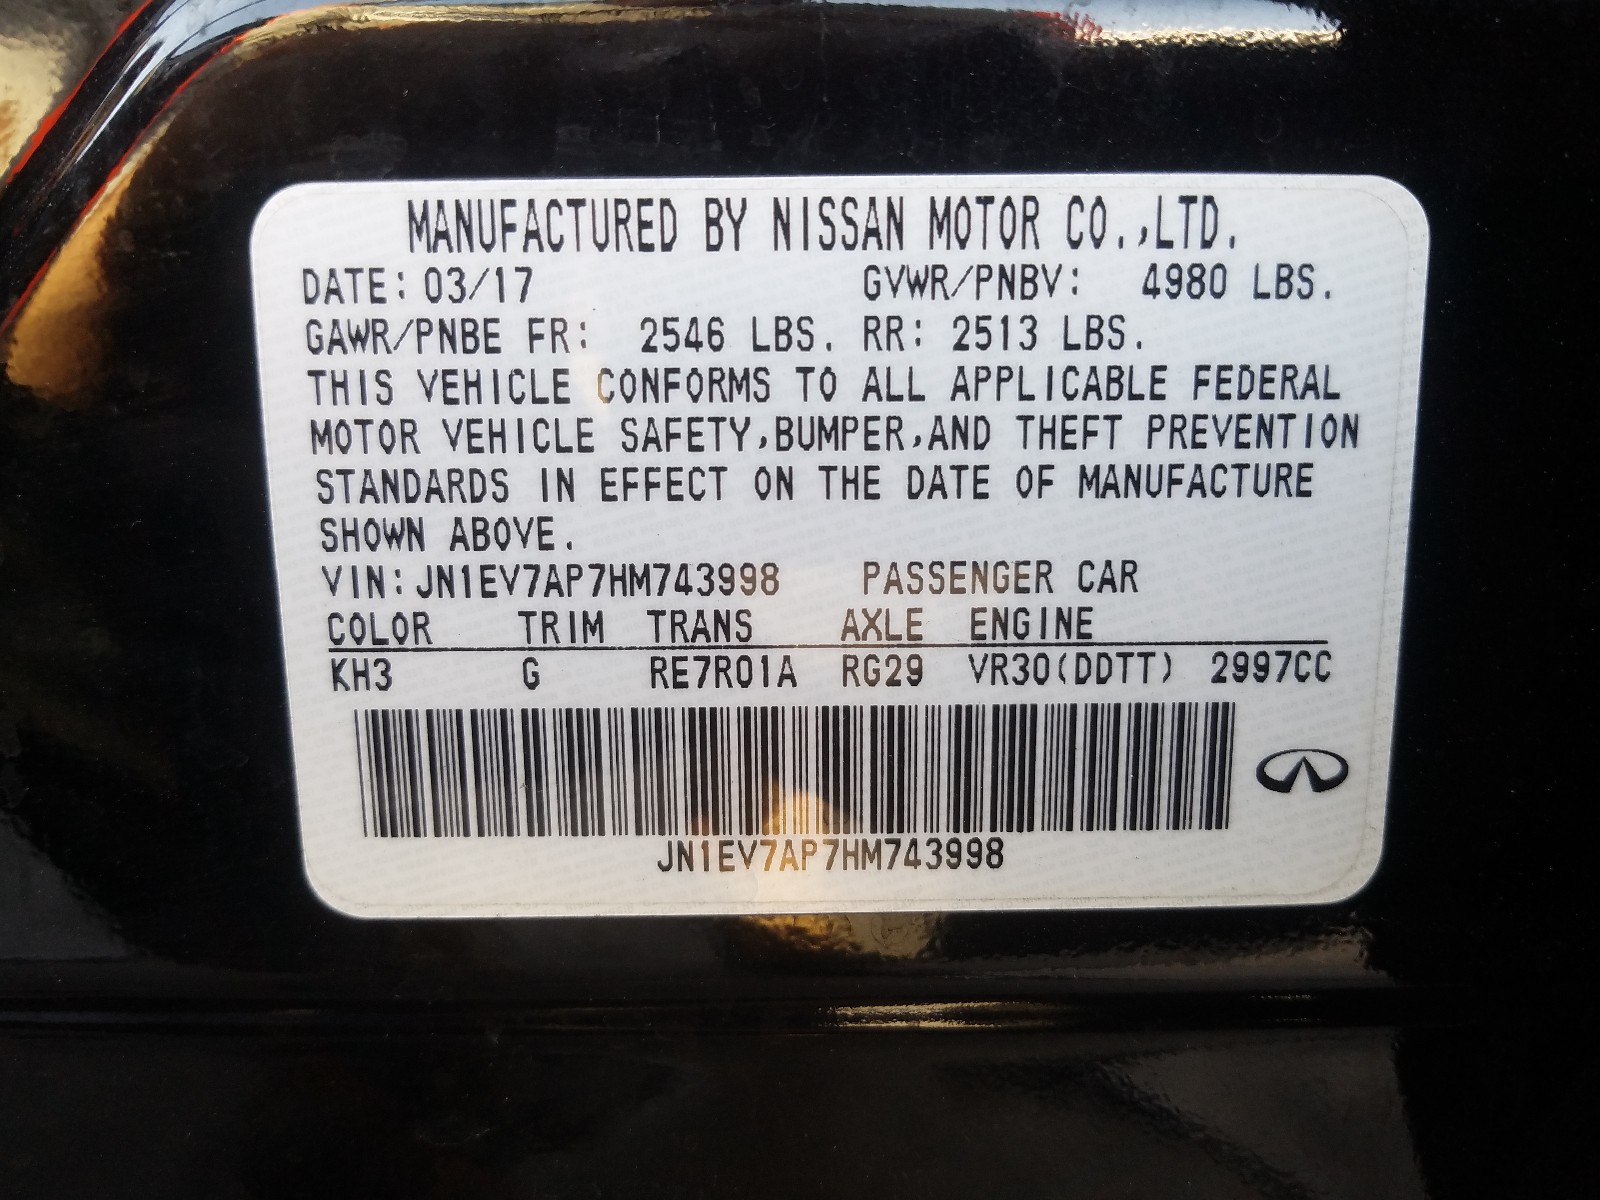 MANUFACTURED BY NISSAN MOTOR CO.,LTD.
DATE: 03/17 GVWR/PNBV: 4980 LBS.
GAWR/PNBE FR: 2546 LBS. RR: 2513 LBS.
THIS VEHICLE CONFORMS TO ALL APPLICABLE FEDERAL
MOTOR VEHICLE SAFETY,BUMPER,AND THEFT PREVENTION
STANDARDS IN EFFECT ON THE DATE OF MANUFACTURE
SHOWN ABOVE.
VIN: JN1EV7AP7HM743998 PASSENGER CAR
COLOR TRIM TRANS AXLE ENGINE
KH3 G RE7R01A RG29 VR30(DDTT) 2997CC
JN1EV7AP7HM743998